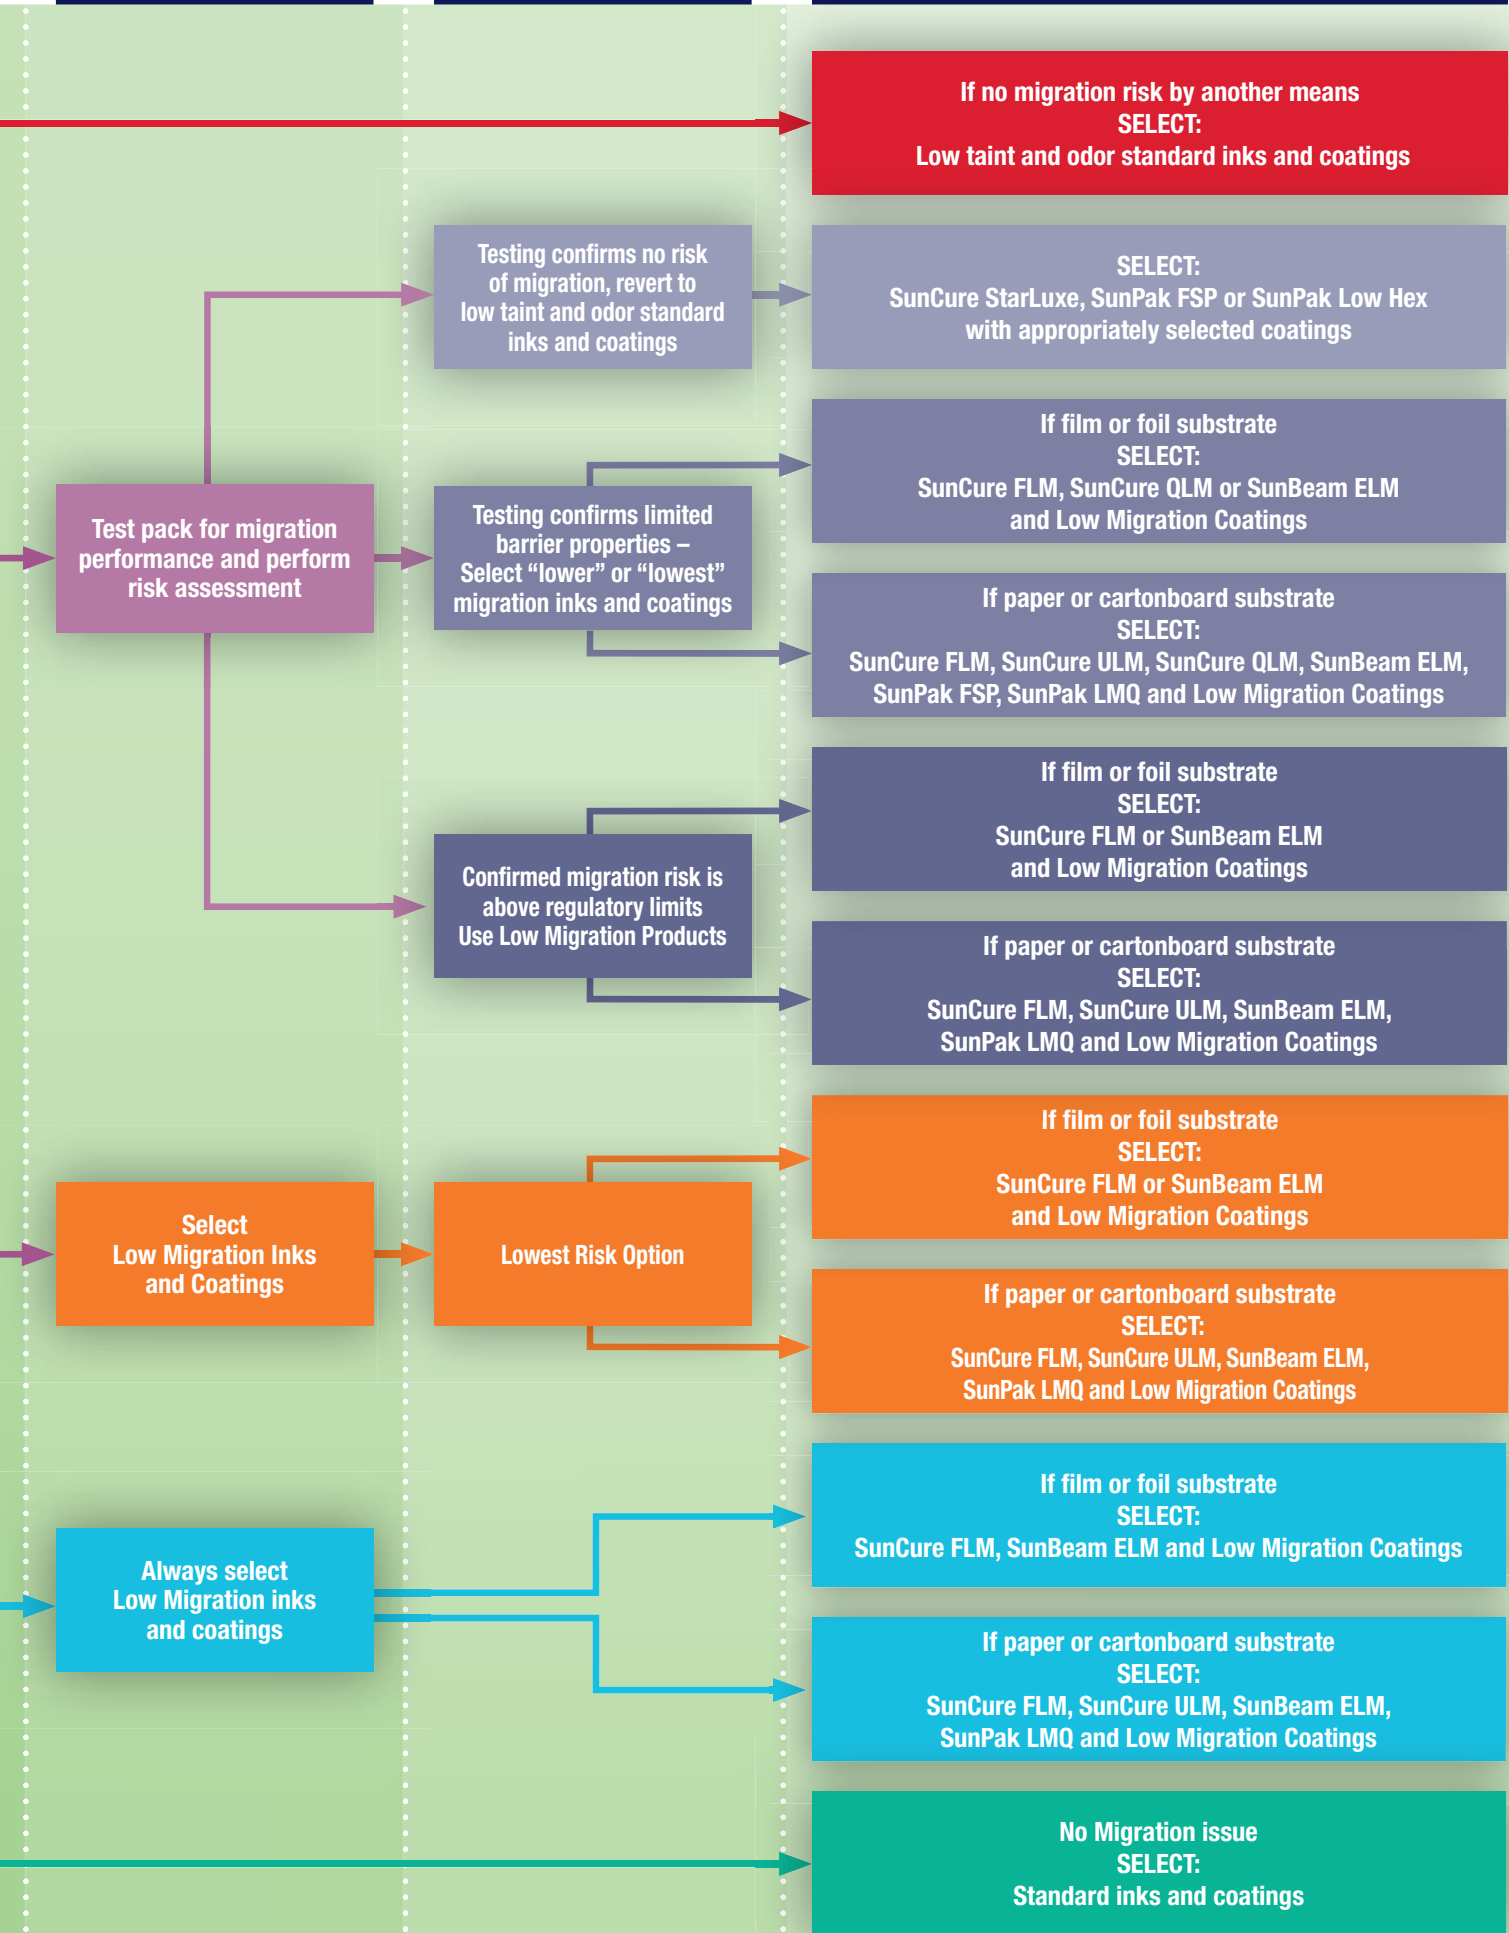 If no migration risk by another means
SELECT:
Low taint and odor standard inks and coatings
Testing confirms no risk
of migration, revert to
low taint and odor standard
inks and coatings
SELECT:
SunCure StarLuxe, SunPak FSP or SunPak Low Hex
with appropriately selected coatings
If film or foil substrate
SELECT:
SunCure FLM, SunCure QLM or SunBeam ELM
and Low Migration Coatings
Test pack for migration
performance and perform
risk assessment
Testing confirms limited
barrier properties –
Select “lower” or “lowest”
migration inks and coatings
If paper or cartonboard substrate
SELECT:
SunCure FLM, SunCure ULM, SunCure QLM, SunBeam ELM,
SunPak FSP, SunPak LMQ and Low Migration Coatings
If film or foil substrate
SELECT:
SunCure FLM or SunBeam ELM
and Low Migration Coatings
Confirmed migration risk is
above regulatory limits
Use Low Migration Products
If paper or cartonboard substrate
SELECT:
SunCure FLM, SunCure ULM, SunBeam ELM,
SunPak LMQ and Low Migration Coatings
If film or foil substrate
SELECT:
SunCure FLM or SunBeam ELM
and Low Migration Coatings
Select
Low Migration Inks
and Coatings
Lowest Risk Option
If paper or cartonboard substrate
SELECT:
SunCure FLM, SunCure ULM, SunBeam ELM,
SunPak LMQ and Low Migration Coatings
If film or foil substrate
SELECT:
SunCure FLM, SunBeam ELM and Low Migration Coatings
Always select
Low Migration inks
and coatings
If paper or cartonboard substrate
SELECT:
SunCure FLM, SunCure ULM, SunBeam ELM,
SunPak LMQ and Low Migration Coatings
No Migration issue
SELECT:
Standard inks and coatings